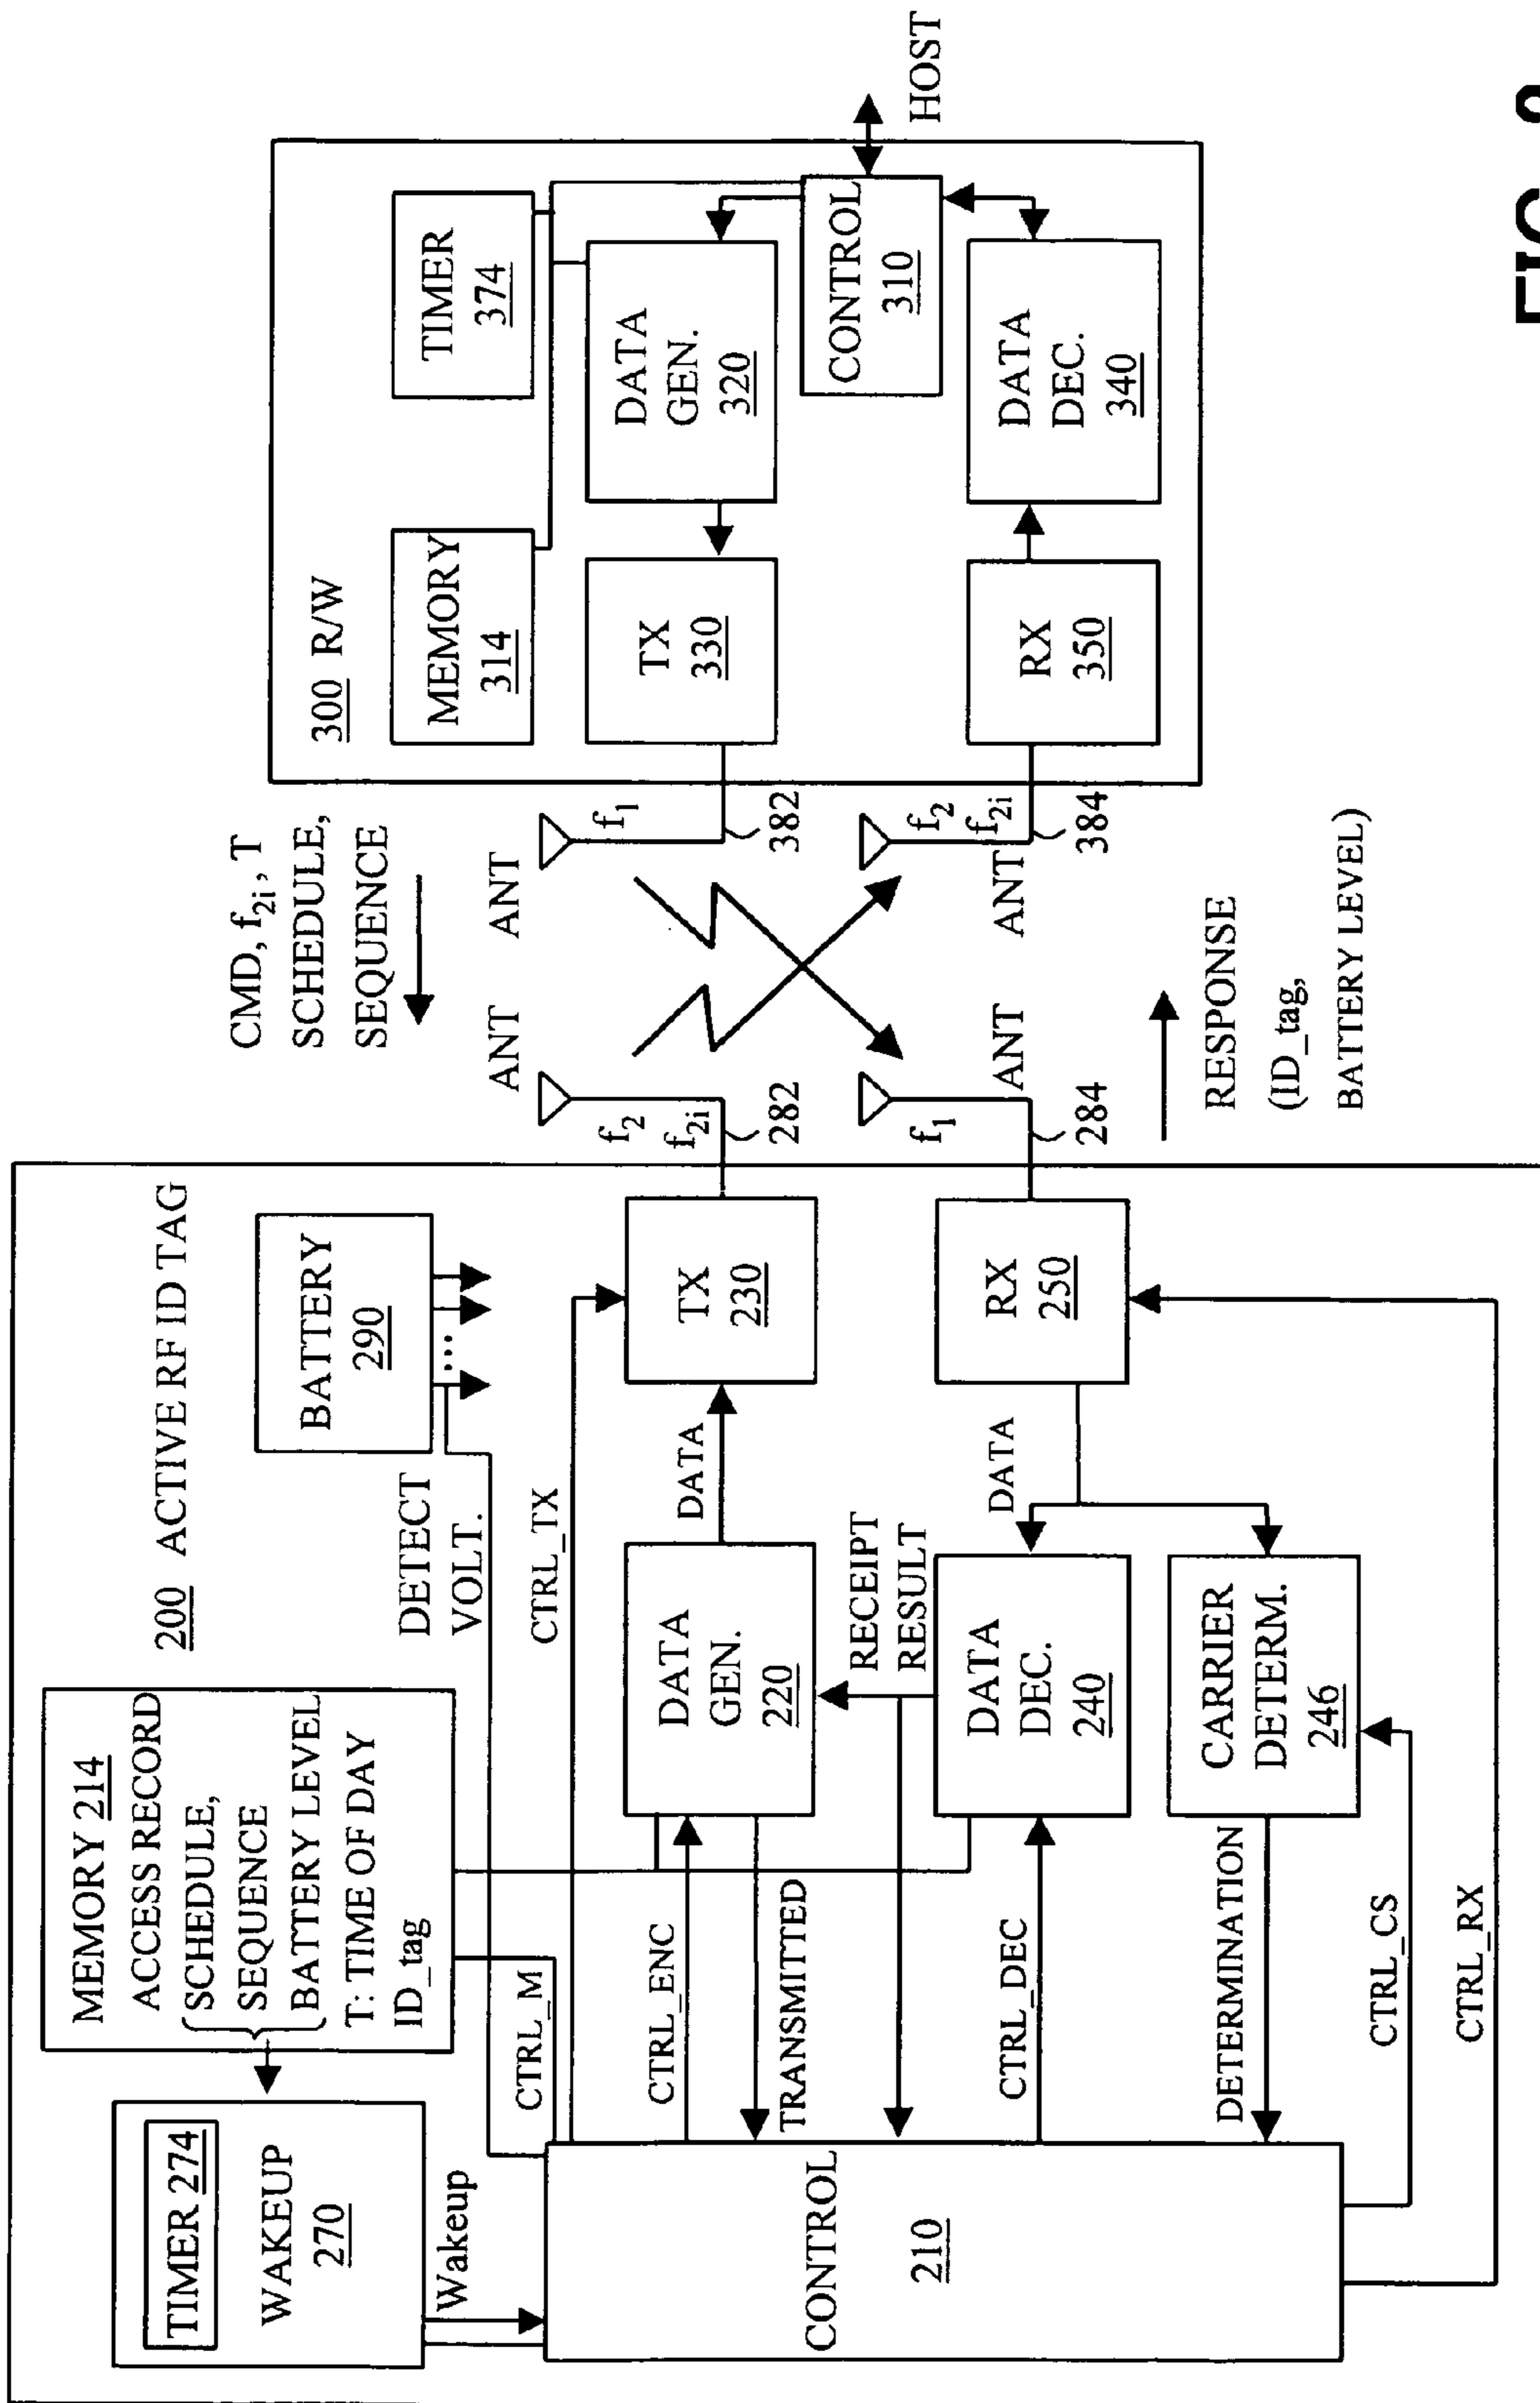 200 ACTIVE RF ID TAG
TIMER 274
WAKEUP
270
Wakeup
MEMORY 214
ACCESS RECORD
SCHEDULE,
SEQUENCE
BATTERY LEVEL
T: TIME OF DAY
ID_tag
BATTERY
290
...
DETECT
VOLT.
CTRL_M
CTRL_TX
CONTROL
210
CTRL_ENC
TRANSMITTED
DATA
GEN.
220
DATA
TX
230
RECEIPT
RESULT
CTRL_DEC
DATA
DEC.
240
DATA
RX
250
DETERMINATION
CARRIER
DETERM.
246
CTRL_CS
CTRL_RX
CMD, f2i, T
SCHEDULE,
SEQUENCE
ANT
ANT
f2
f2i
282
f1
382
f1
284
ANT
ANT
f2
f2i
384
RESPONSE
(ID_tag,
BATTERY LEVEL)
300 R/W
MEMORY
314
TIMER
374
TX
330
DATA
GEN.
320
CONTROL
310
HOST
RX
350
DATA
DEC.
340